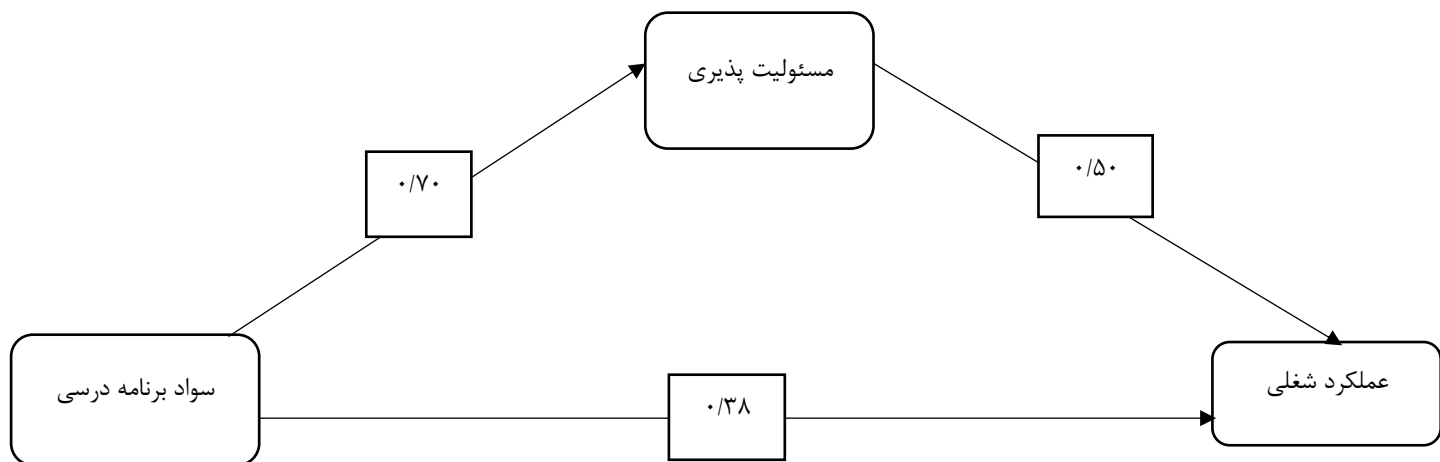 مسئولیت پذیری
۰/۷۰
۰/۵۰
سواد برنامه درسی
۰/۳۸
عملکرد شغلی